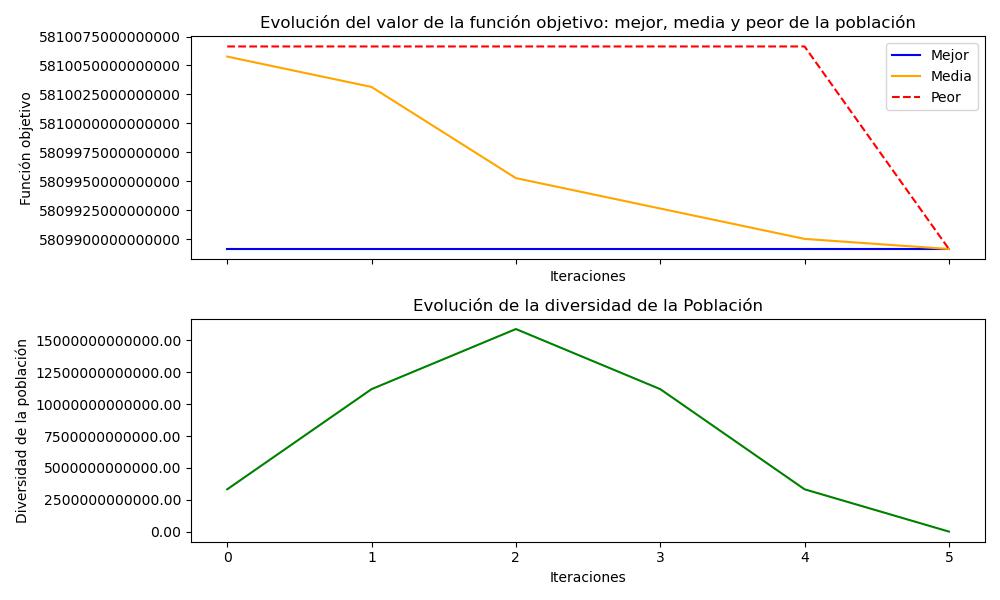 Evolución del valor de la función objetivo: mejor, media y peor de la población
Función objetivo
5810075000000000
5810050000000000
5810025000000000
5810000000000000
5809975000000000
5809950000000000
5809925000000000
5809900000000000
Mejor
Media
Peor
Iteraciones
Evolución de la diversidad de la Población
Diversidad de la población
15000000000000.00
12500000000000.00
10000000000000.00
7500000000000.00
5000000000000.00
2500000000000.00
0.00
0 1 2 3 4 5
Iteraciones